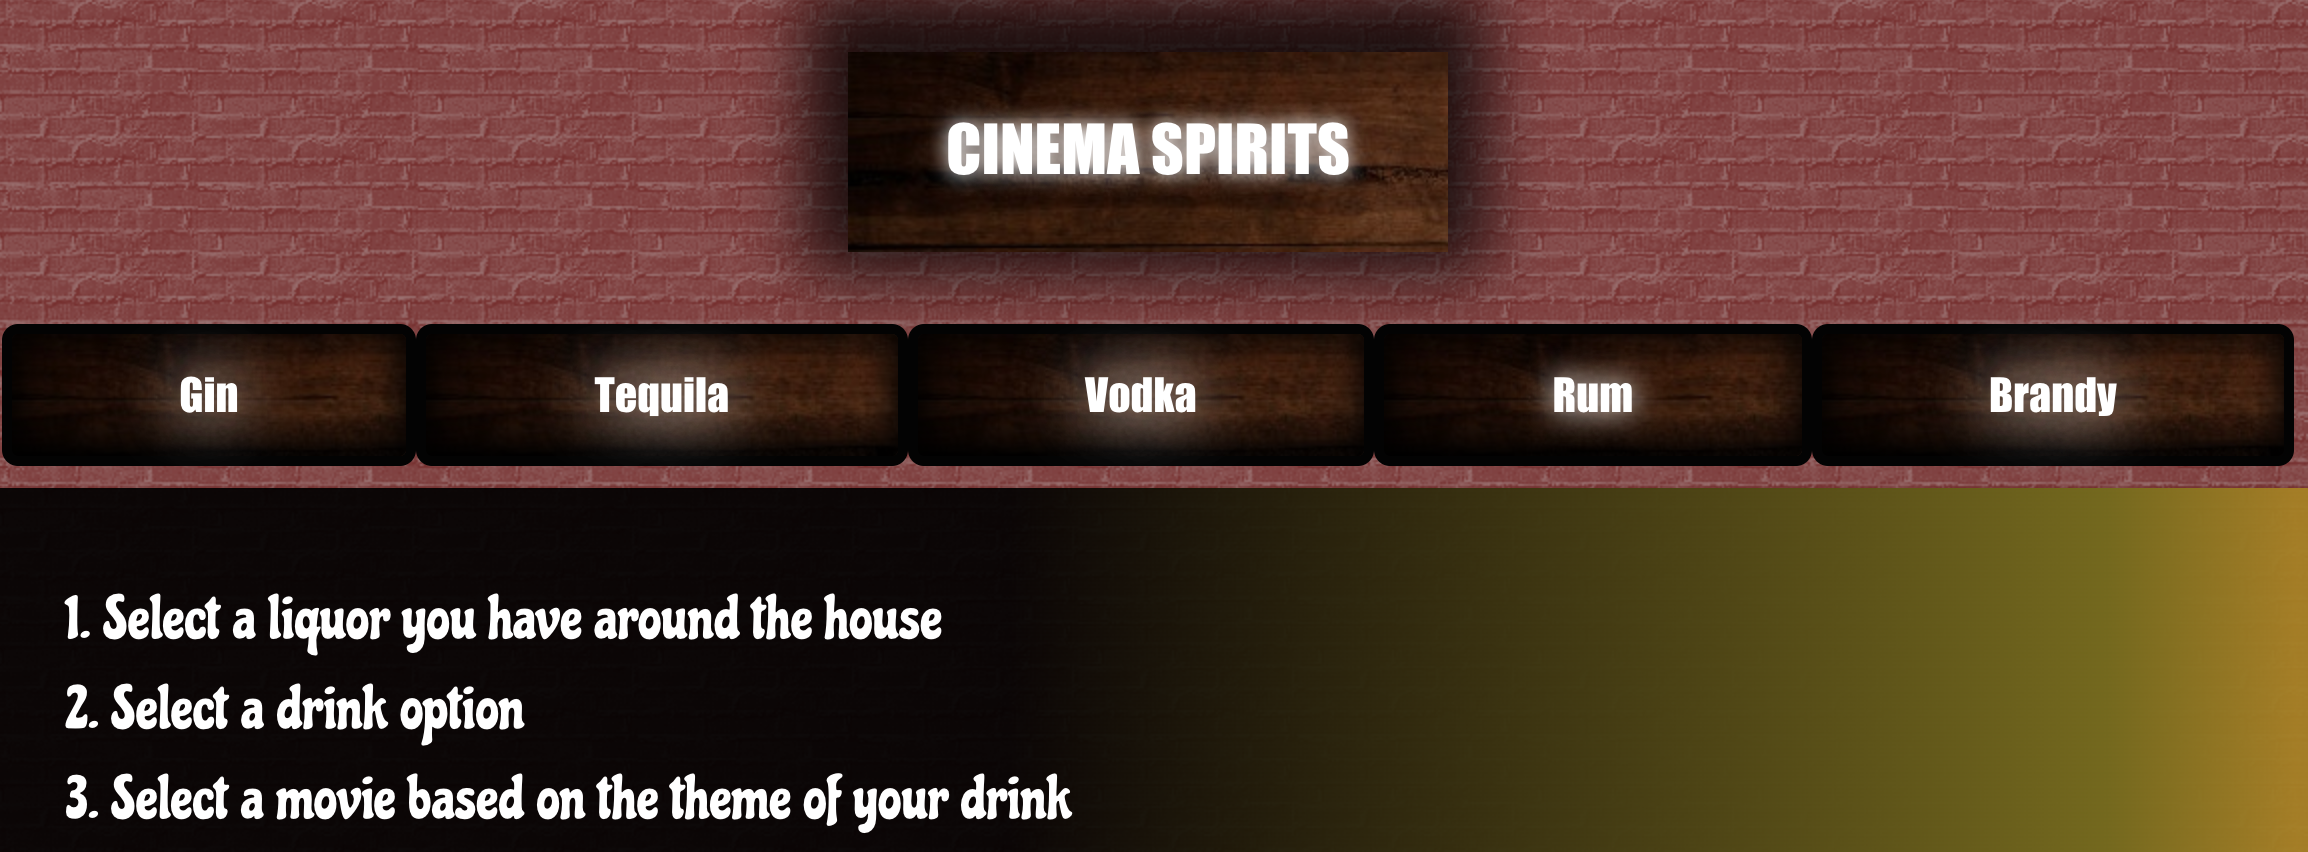 CINEMA SPIRITS
Gin
Tequila
Vodka
Rum
Brandy
1. Select a liquor you have around the house
2. Select a drink option
3. Select a movie based on the theme of your drink